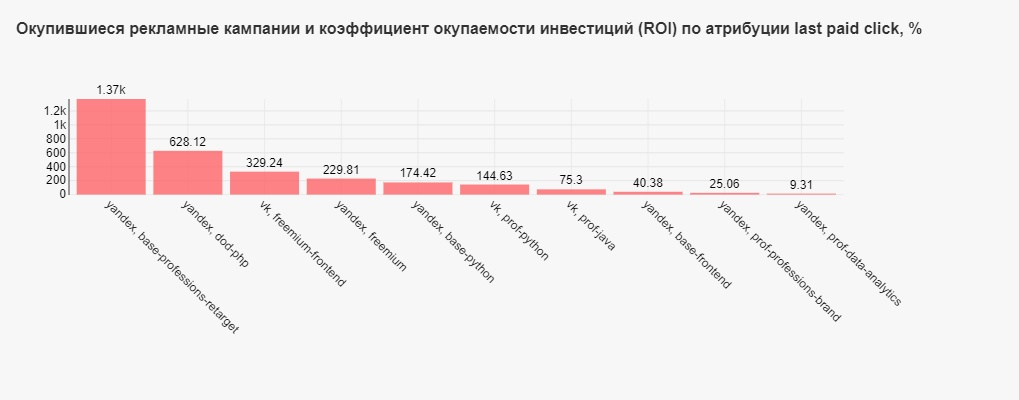 Окупившиеся рекламные кампании и коэффициент окупаемости инвестиций (ROI) по атрибуции last paid click, %
1.37k
628.12
329.24
229.81
174.42
144.63
75.3
40.38
25.06
9.31
1.2k
1k
800
600
400
200
0
yandex, base-professions-retarget
yandex, dod-php
vk, freemium-frontend
yandex, freemium
yandex, base-python
vk, prof-python
vk, prof-java
yandex, base-frontend
yandex, prof-professions-brand
yandex, prof-data-analytics